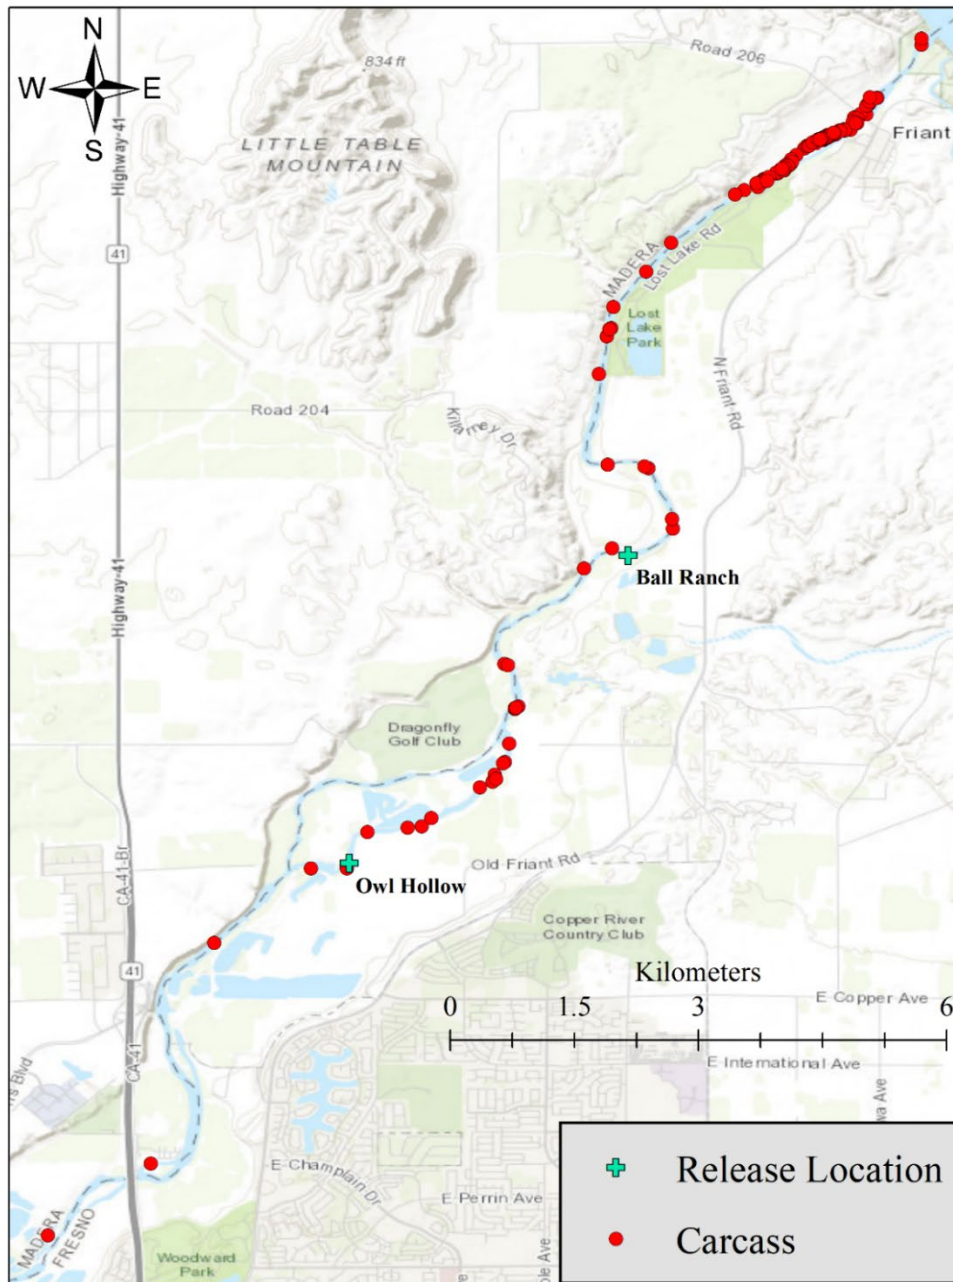 N
W
E
S
Road 206
834 ft
LITTLE TABLE
MOUNTAIN
Highway-41
Friant
41
MADERA
Lost Lake Rd
Lost
Lake
Park
N Friant Rd
Road 204
Killarney Dr
Ball Ranch
Highway-41
Dragonfly
Golf Club
CA-41-Br
Old Friant Rd
Owl Hollow
Copper River
Country Club
41
Kilometers
0
1.5
3
6
E Copper Ave
CA-41
E International Ave
E Champlain Dr
E Perrin Ave
MADERA
FRESNO
Woodward
Park
Release Location
Carcass